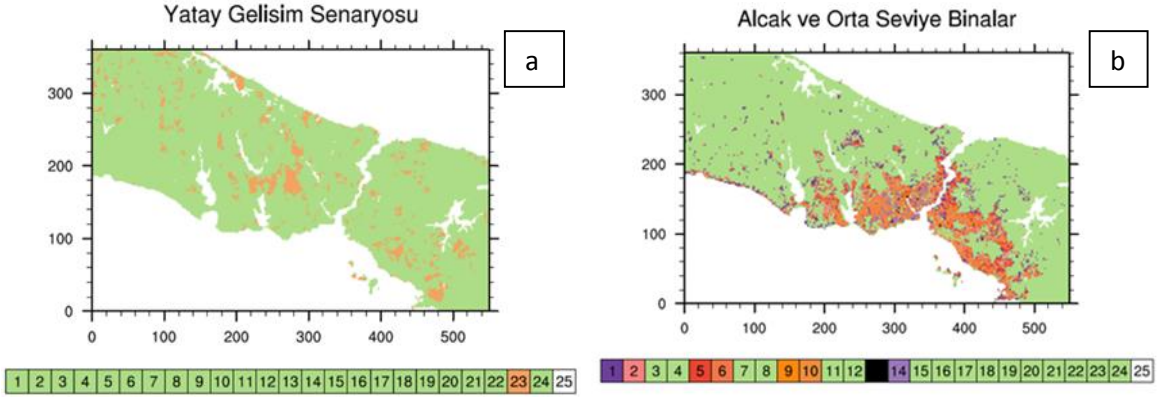 Yatay Gelisim Senaryosu
a
300
200
100
0
0 100 200 300 400 500
1 2 3 4 5 6 7 8 9 10 11 12 13 14 15 16 17 18 19 20 21 22 23 24 25
Alcak ve Orta Seviye Binalar
b
300
200
100
0
0 100 200 300 400 500
1 2 3 4 5 6 7 8 9 10 11 12 14 15 16 17 18 19 20 21 22 23 24 25